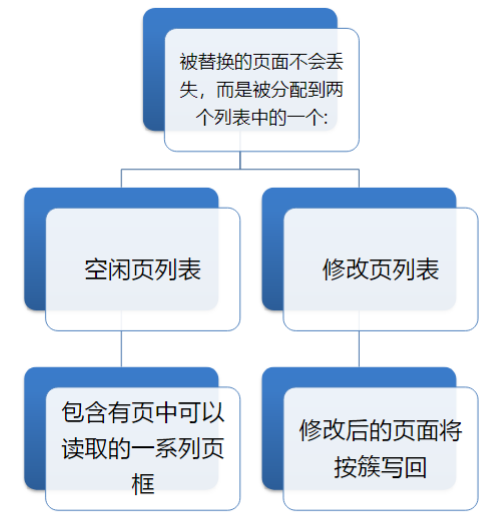 被替换的页面不会丢
失，而是被分配到两
个列表中的一个:
空闲页列表
修改页列表
包含有页中可以
读取的一系列页
框
修改后的页面将
按簇写回